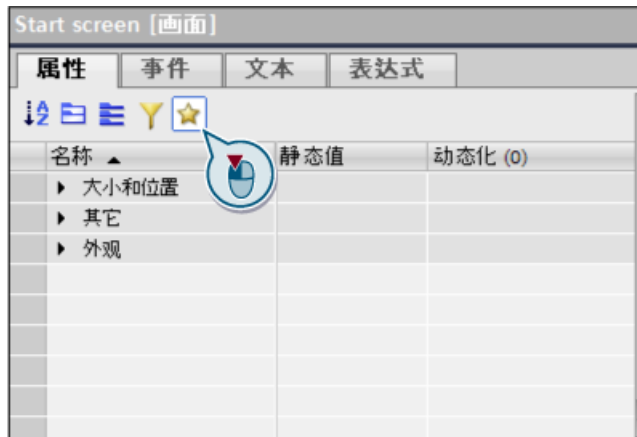 Start screen [画面]
属性 事件 文本 表达式
名称 静态值 动态化 (0)
大小和位置
其它
外观